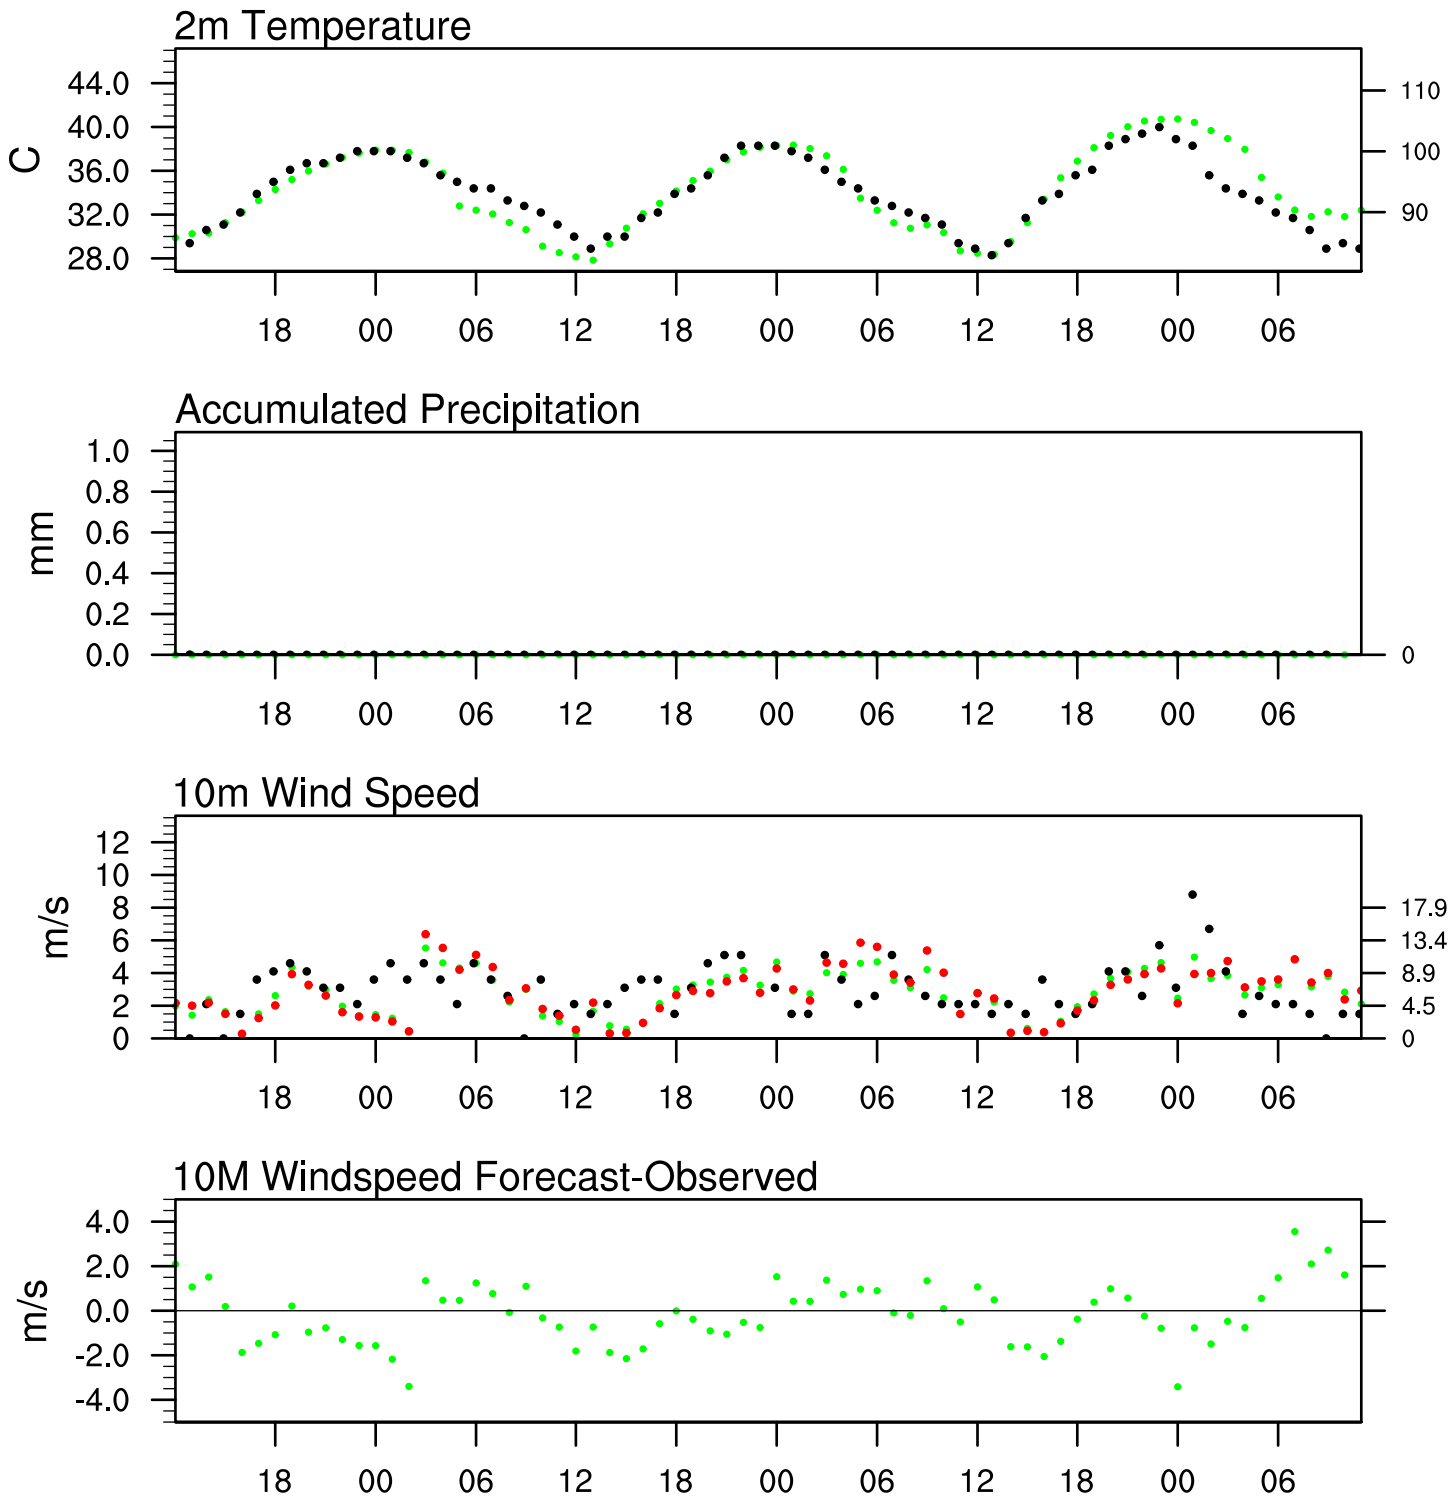 2m Temperature
44.0
40.0
36.0
32.0
28.0
C
110
100
90
18 00 06 12 18 00 06 12 18 00 06
Accumulated Precipitation
1.0
0.8
0.6
0.4
0.2
0.0
mm
0
18 00 06 12 18 00 06 12 18 00 06
10m Wind Speed
12
10
8
6
4
2
0
m/s
17.9
13.4
8.9
4.5
0
18 00 06 12 18 00 06 12 18 00 06
10M Windspeed Forecast-Observed
4.0
2.0
0.0
-2.0
-4.0
m/s
18 00 06 12 18 00 06 12 18 00 06